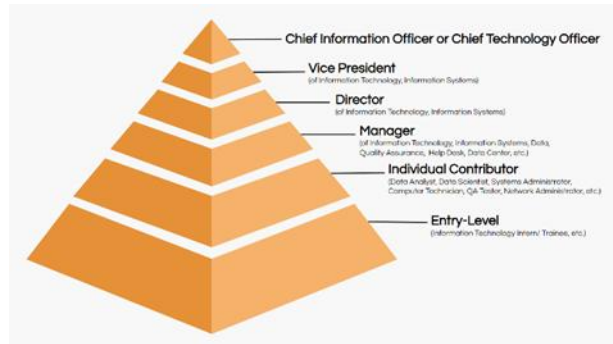 Chief Information Officer or Chief Technology Officer
Vice President
(of Information Technology, Information Systems)
Director
(of Information Technology, Information Systems)
Manager
(of Information Technology, Information Systems, Data,
Quality Assurance, Help Desk, Data Center, etc.)
Individual Contributor
(Data Analyst, Data Scientist, Systems Administrator,
Computer Technician, QA Tester, Network Administrator, etc.)
Entry-Level
(Information Technology Intern/ Trainee, etc.)